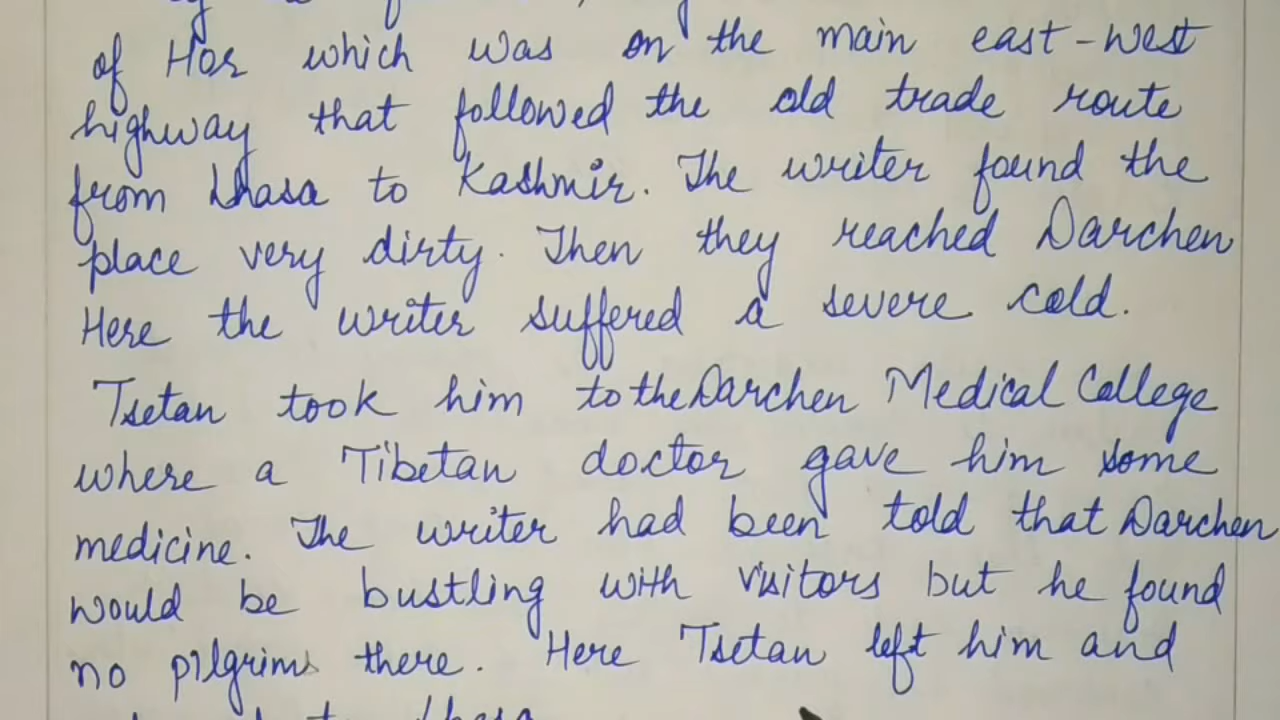 of Hor which was on the main east-west
highway that followed the old trade route
from Lhasa to Kashmir. The writer found the
place very dirty. Then they reached Darchen
Here the writer suffered a severe cold.
Tsetan took him to the Darchen Medical College
where a Tibetan doctor gave him some
medicine. The writer had been told that Darchen
would be bustling with visitors but he found
no pilgrims there. Here Tsetan left him and
Lhasa